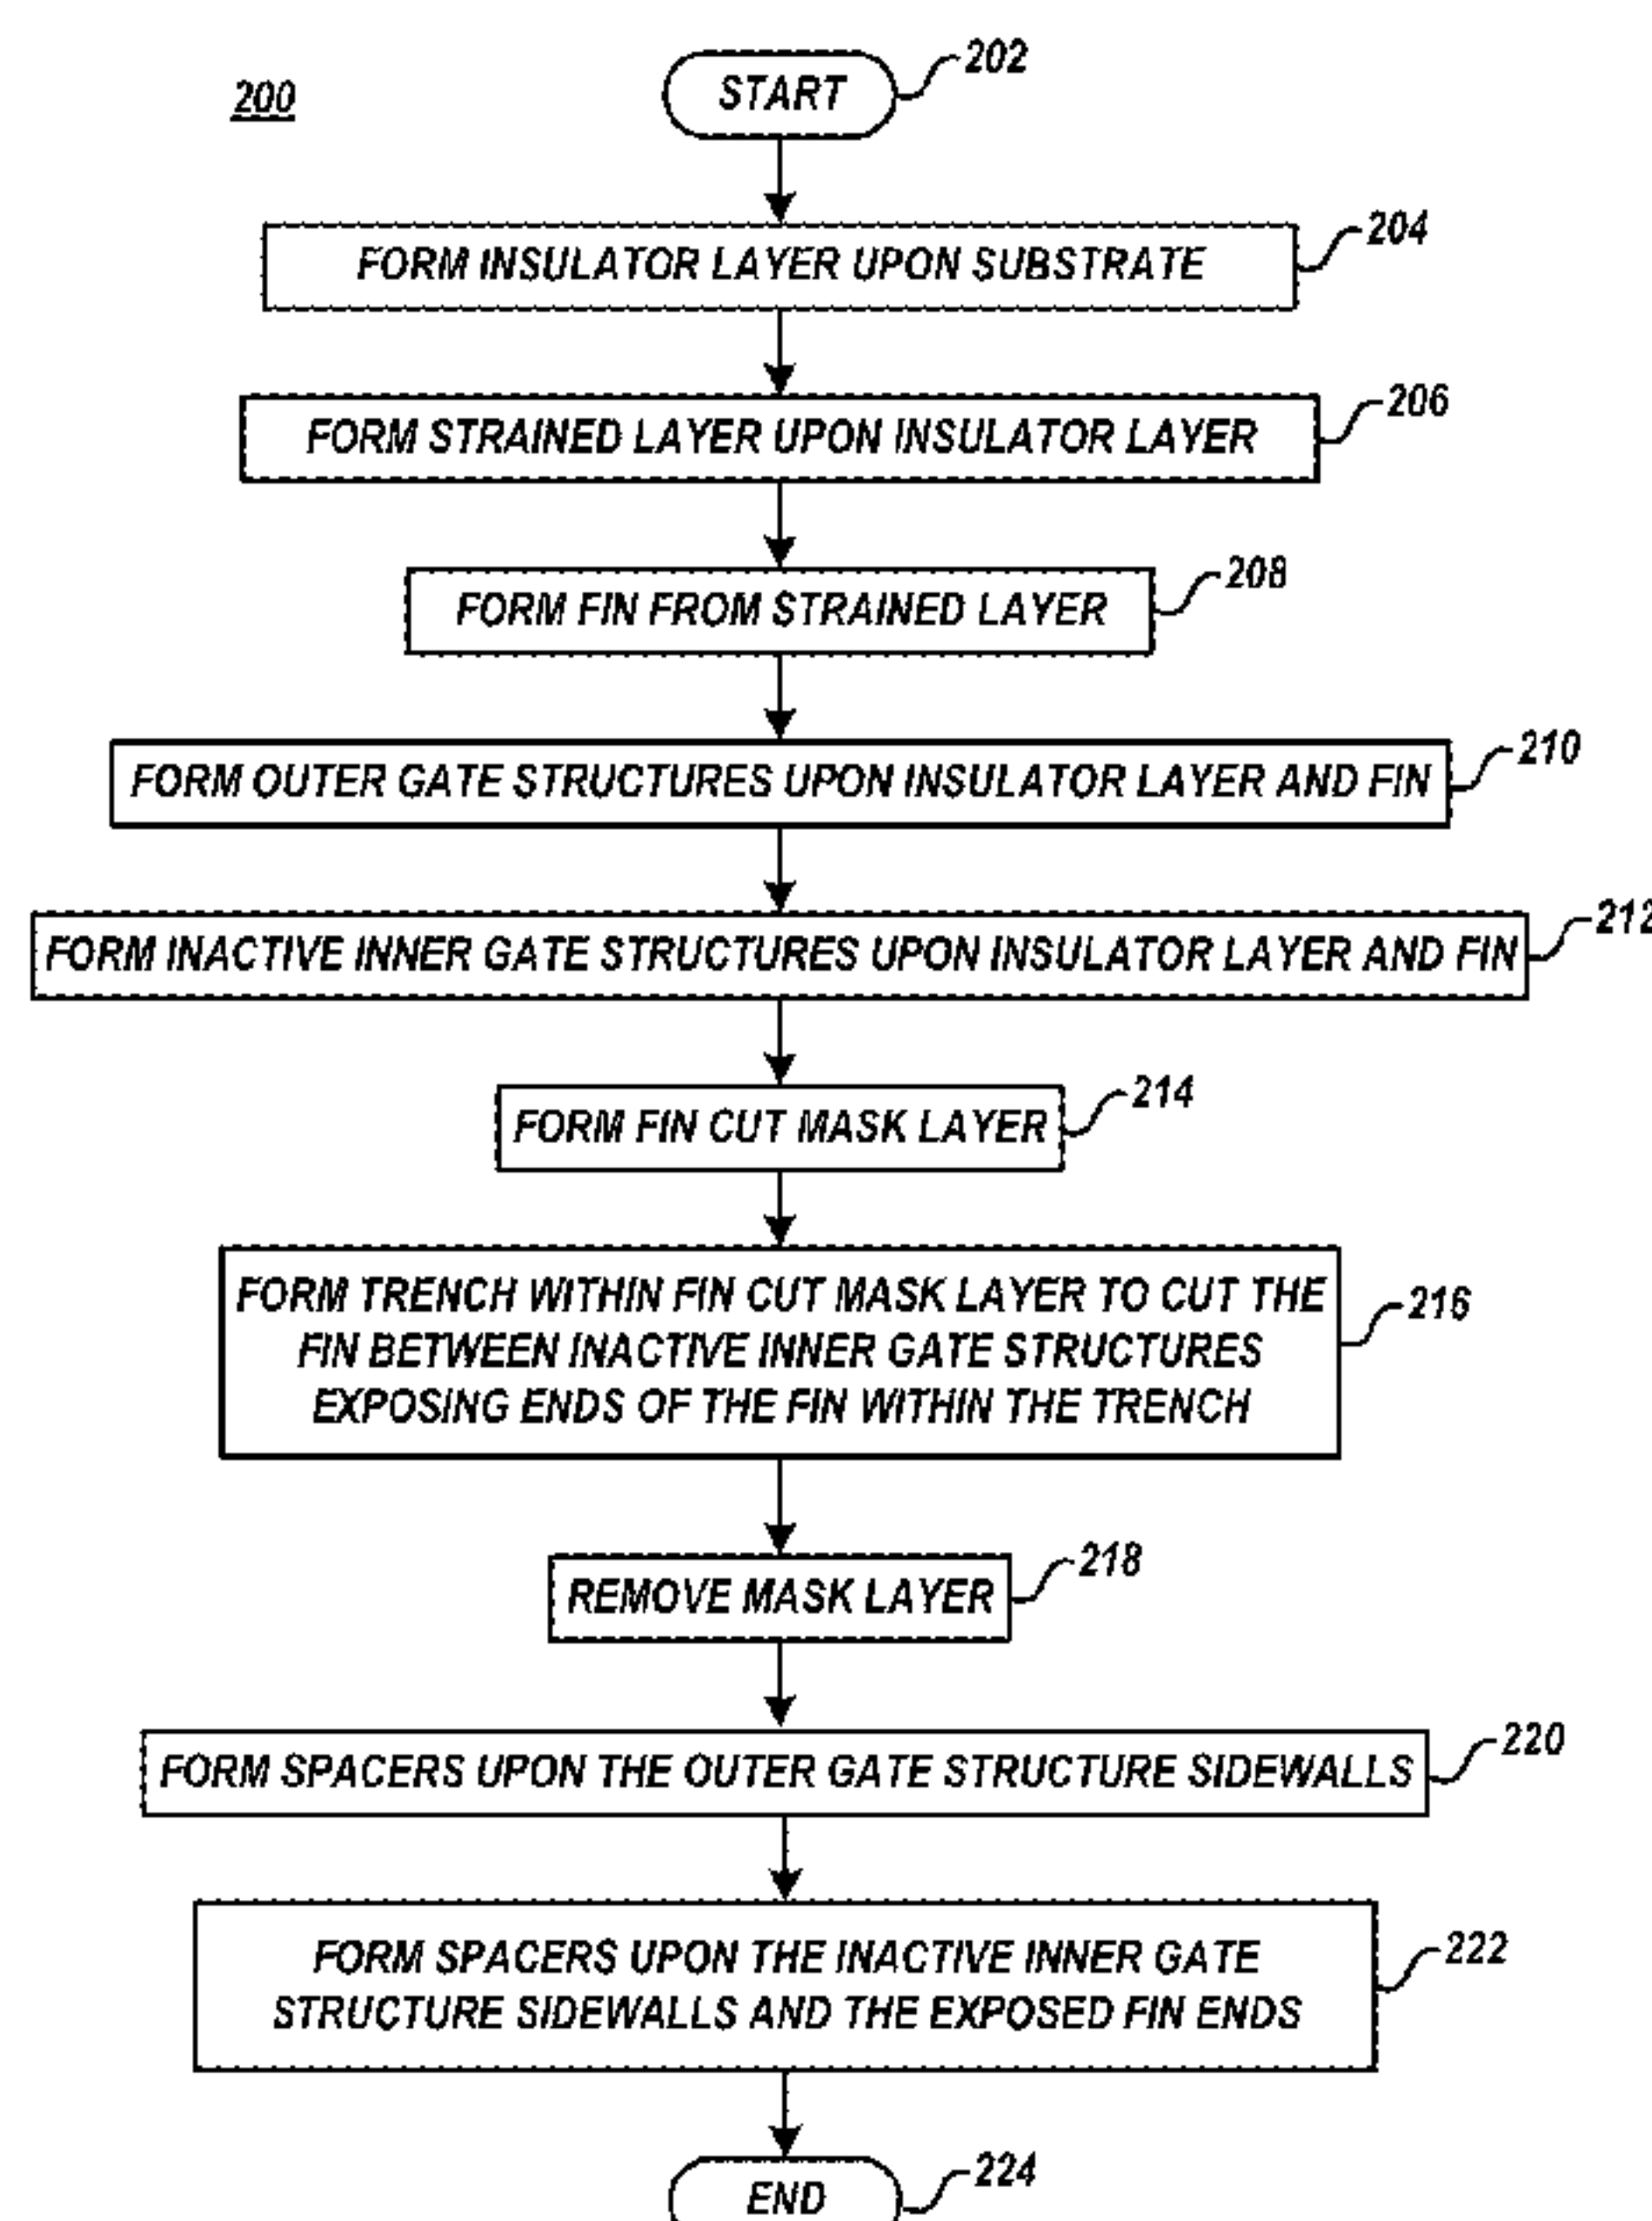 200
START
202
FORM INSULATOR LAYER UPON SUBSTRATE
204
FORM STRAINED LAYER UPON INSULATOR LAYER
206
FORM FIN FROM STRAINED LAYER
208
FORM OUTER GATE STRUCTURES UPON INSULATOR LAYER AND FIN
210
FORM INACTIVE INNER GATE STRUCTURES UPON INSULATOR LAYER AND FIN
212
FORM FIN CUT MASK LAYER
214
FORM TRENCH WITHIN FIN CUT MASK LAYER TO CUT THE
FIN BETWEEN INACTIVE INNER GATE STRUCTURES
EXPOSING ENDS OF THE FIN WITHIN THE TRENCH
216
REMOVE MASK LAYER
218
FORM SPACERS UPON THE OUTER GATE STRUCTURE SIDEWALLS
220
FORM SPACERS UPON THE INACTIVE INNER GATE
STRUCTURE SIDEWALLS AND THE EXPOSED FIN ENDS
222
END
224